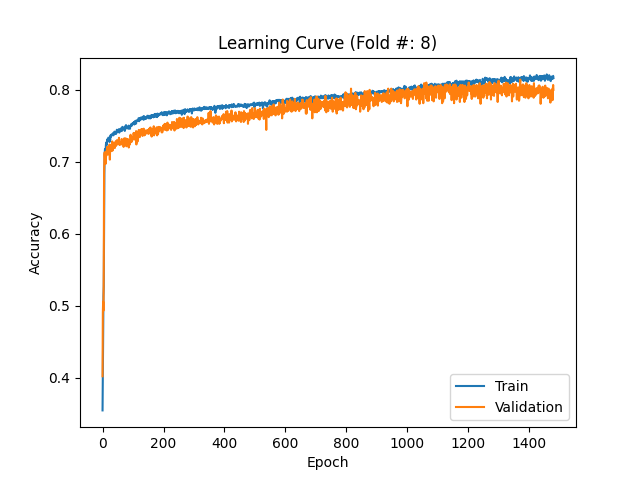 Learning Curve (Fold #: 8)
Accuracy
0.8
0.7
0.6
0.5
0.4
0 200 400 600 800 1000 1200 1400
Epoch
Train
Validation